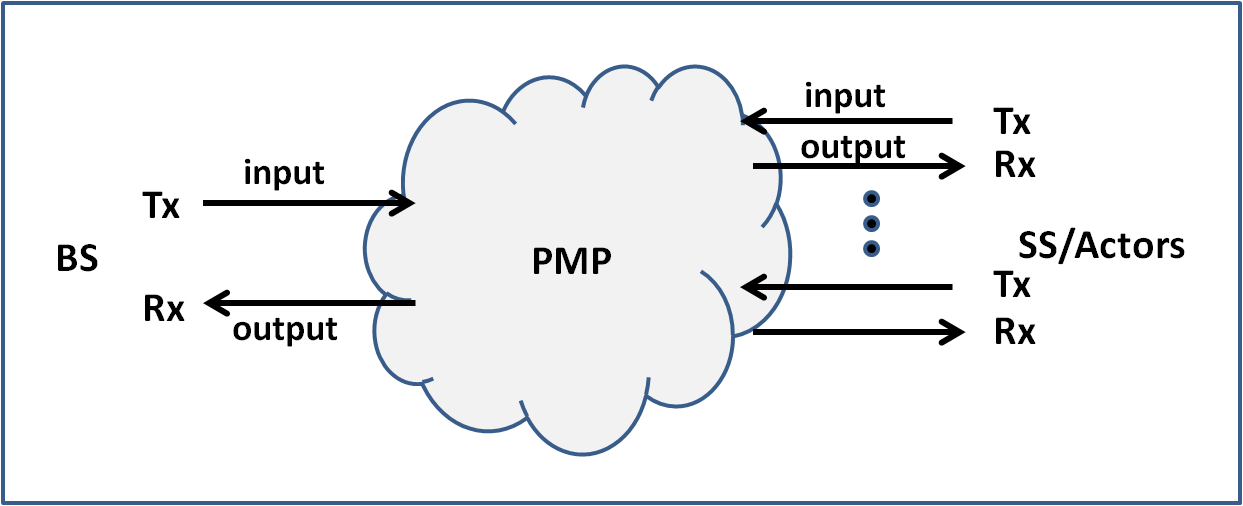 BS
Tx
input
Rx
output
PMP
input
Tx
output
Rx
SS/Actors
Tx
Rx